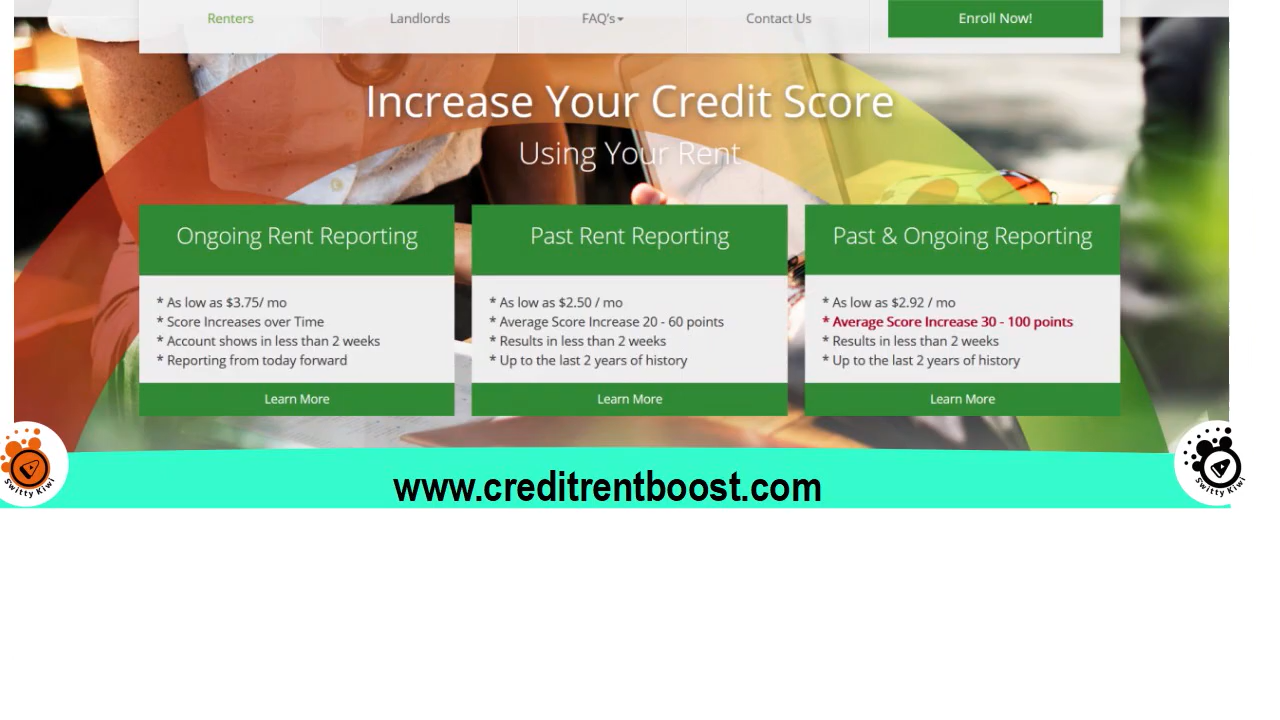 Renters
Landlords
FAQ's
Contact Us
Enroll Now!
Increase Your Credit Score
Using Your Rent
Ongoing Rent Reporting
* As low as $3.75/ mo
* Score Increases over Time
* Account shows in less than 2 weeks
* Reporting from today forward
Learn More
Past Rent Reporting
* As low as $2.50 / mo
* Average Score Increase 20 - 60 points
* Results in less than 2 weeks
* Up to the last 2 years of history
Learn More
Past & Ongoing Reporting
* As low as $2.92 / mo
* Average Score Increase 30 - 100 points
* Results in less than 2 weeks
* Up to the last 2 years of history
Learn More
Switty Kiwi
www.creditrentboost.com
Switty Kiwi